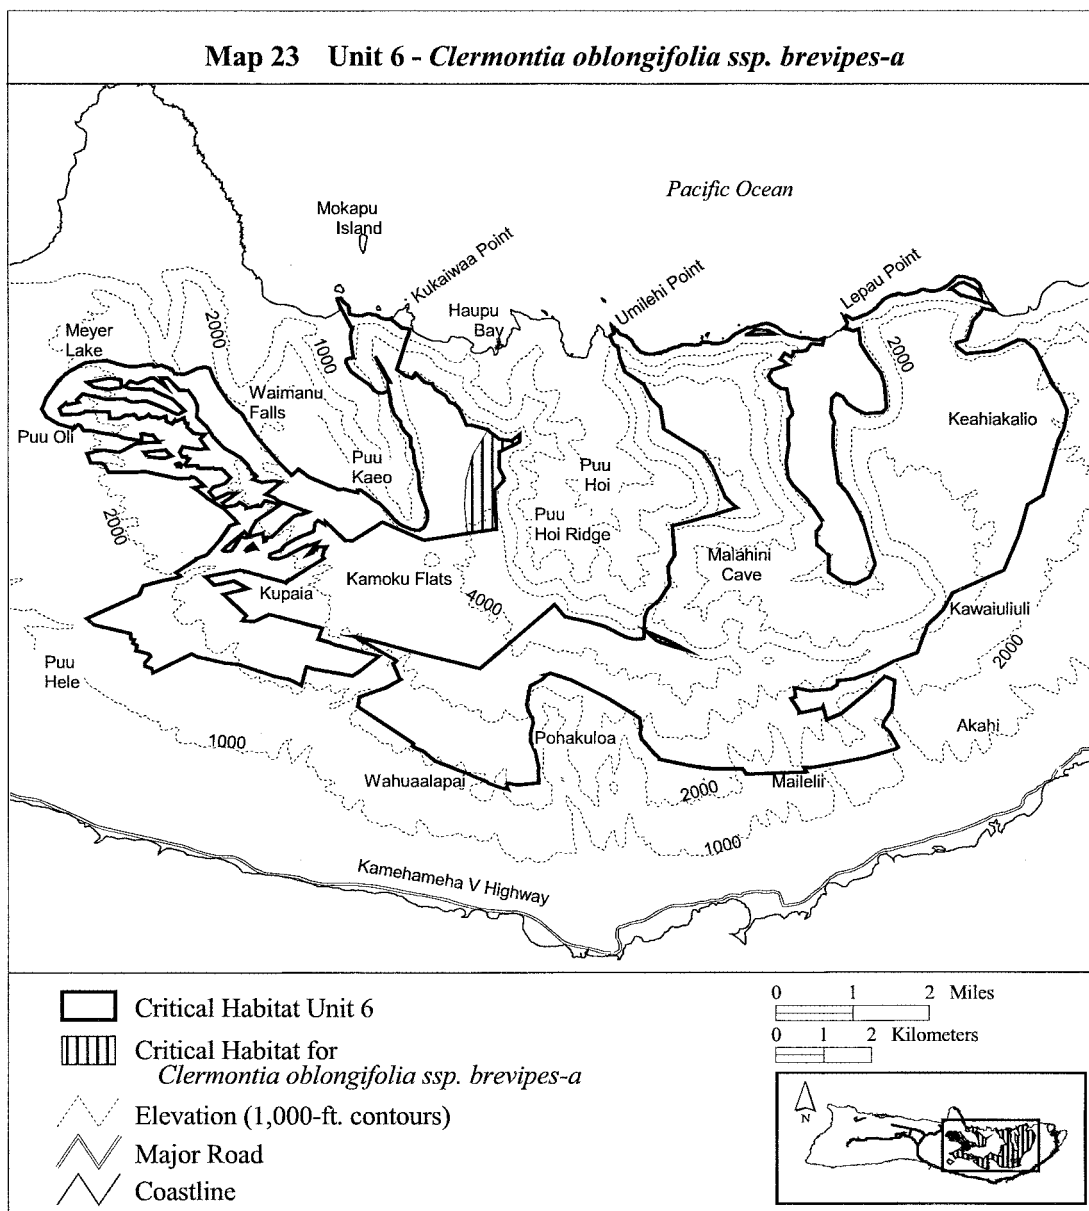 Map 23 Unit 6 - Clermontia oblongifolia ssp. brevipes-a
Pacific Ocean
Mokapu
Island
Kukaiwaa Point
Haupu
Bay
Umilehi Point
Lepau Point
Meyer
Lake
2000
1000
2000
Waimanu
Falls
Keahiakalio
Puu Oli
Puu
Kaeo
Puu
Hoi
Puu
Hoi Ridge
2000
Malahini
Cave
Kamoku Flats
Kupaia
4000
Kawaiuliuli
2000
Puu
Hele
1000
Pohakuloa
Akahi
Wahuaalapai
2000
Mailelii
1000
Kamehameha V Highway
Critical Habitat Unit 6
Critical Habitat for
Clermontia oblongifolia ssp. brevipes-a
Elevation (1,000-ft. contours)
Major Road
Coastline
0 1 2 Miles
0 1 2 Kilometers
N